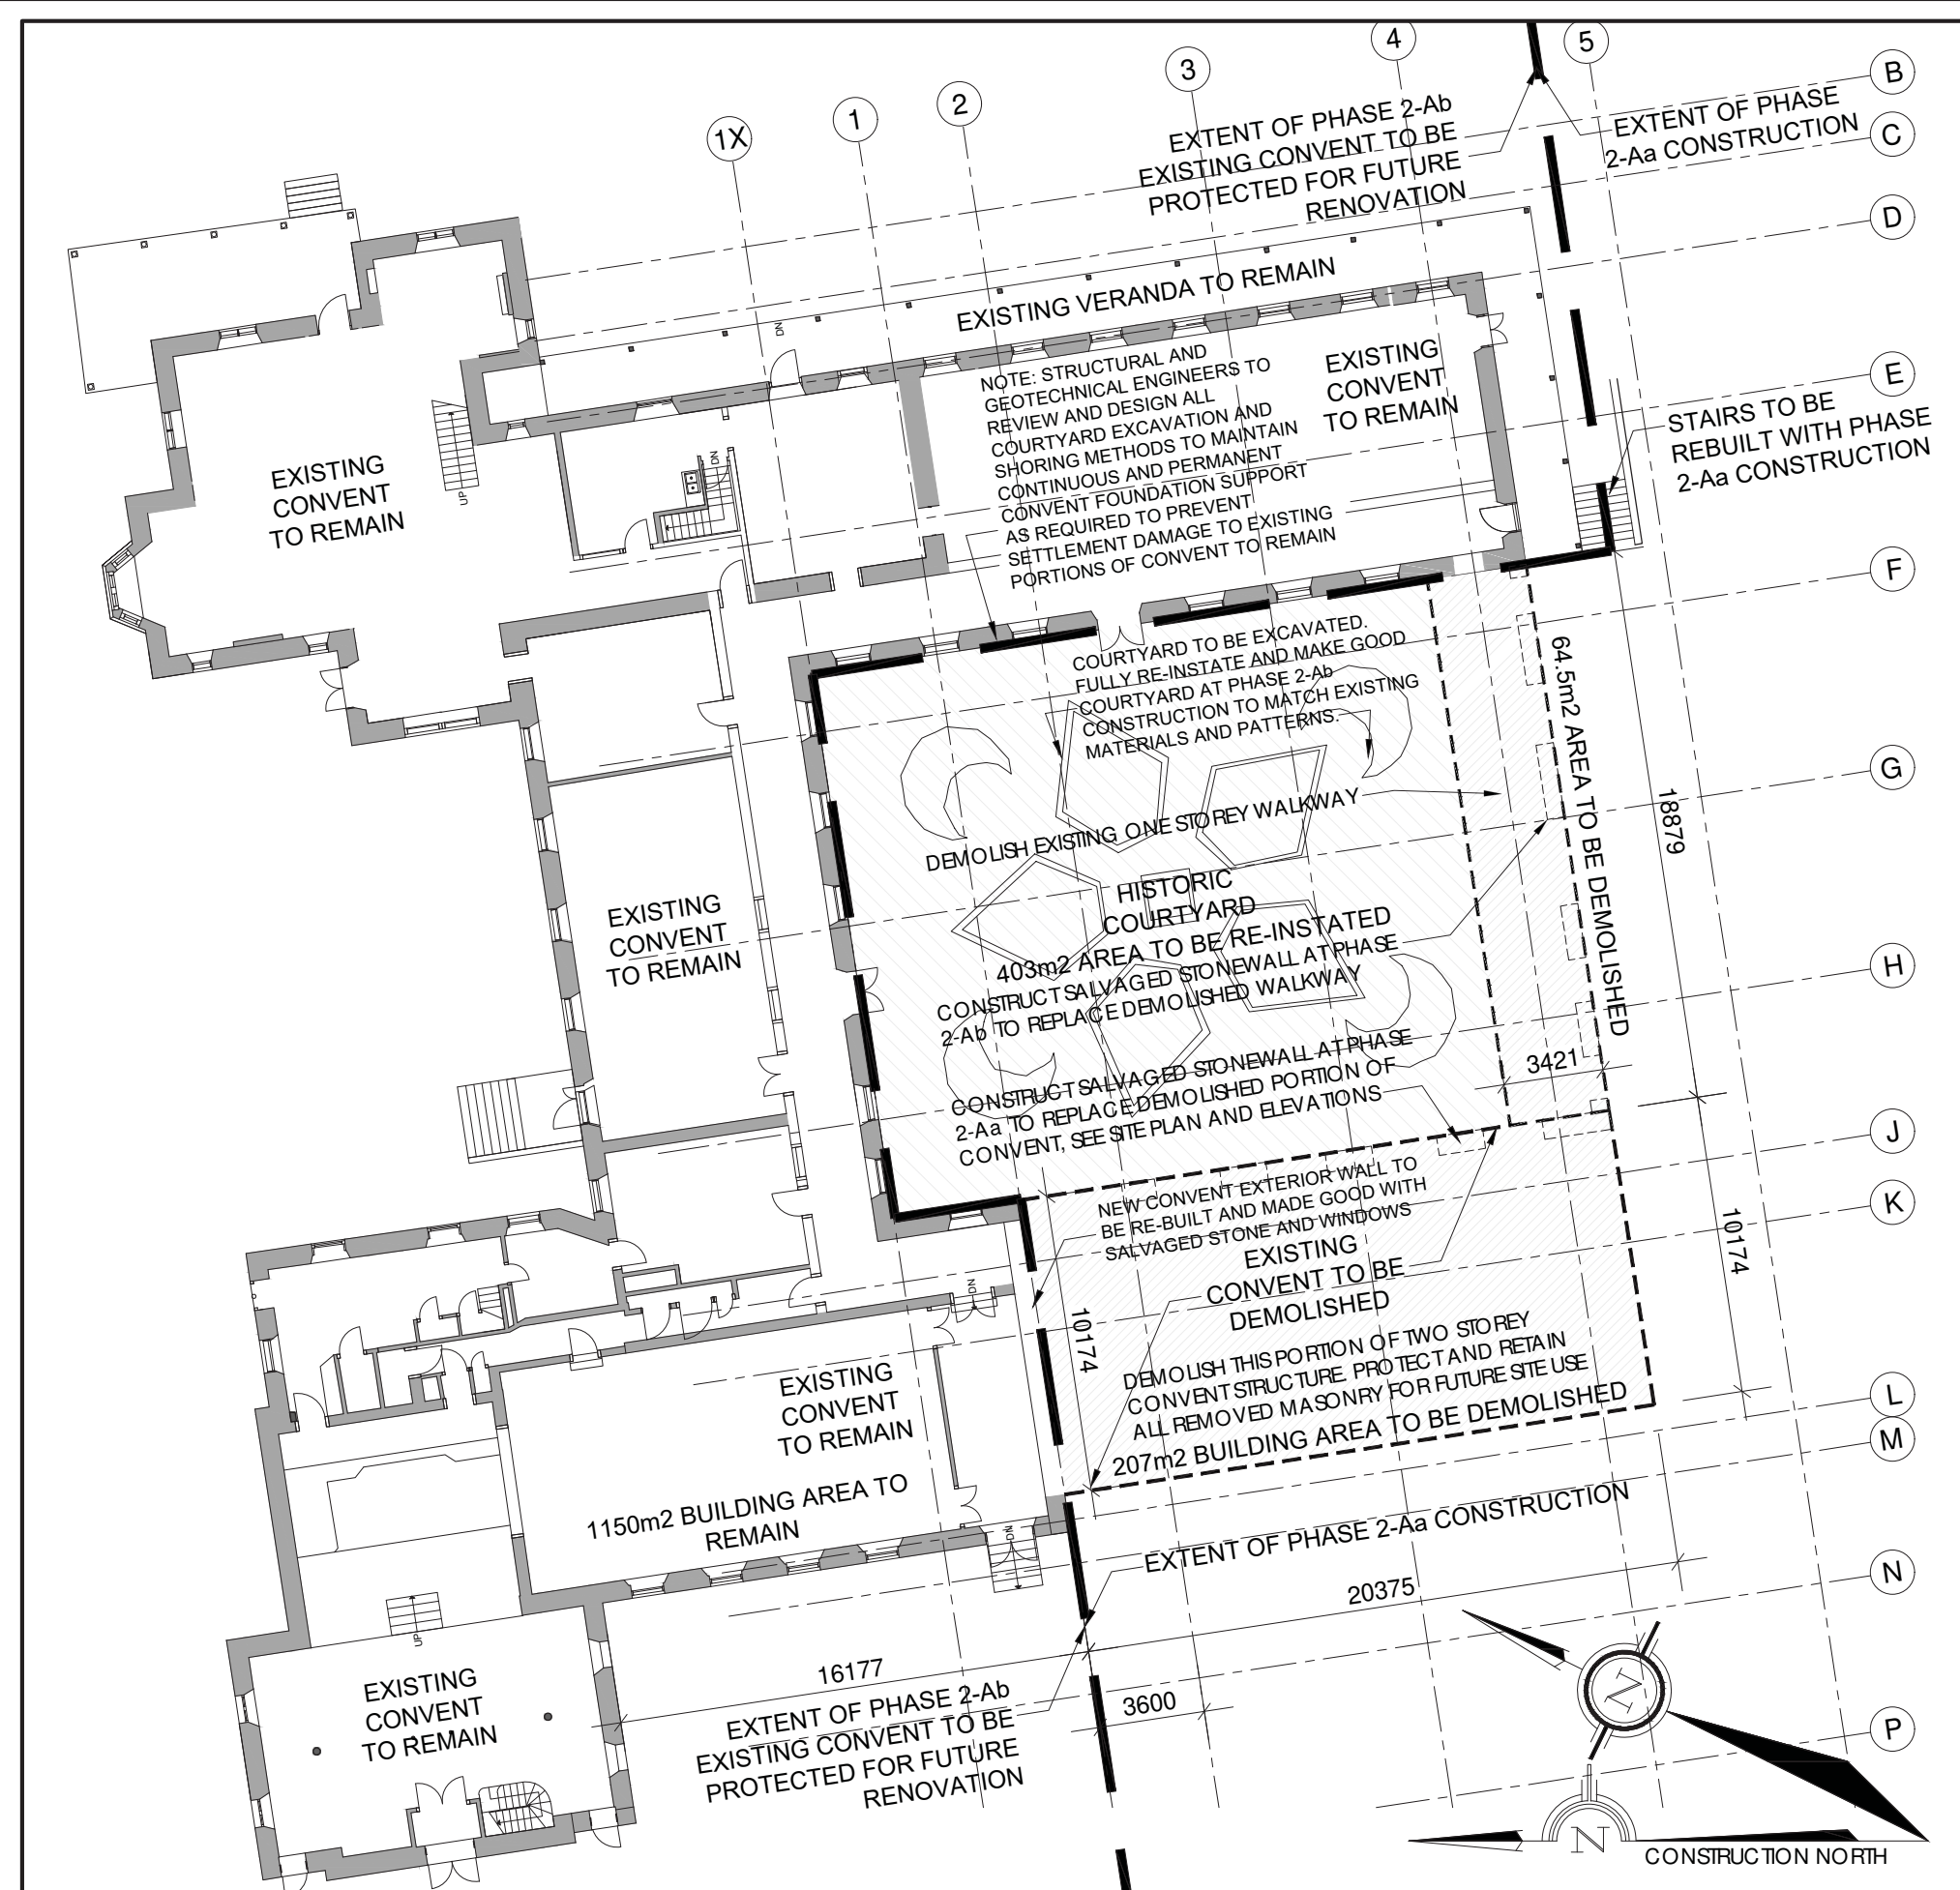 1X
1
2
3
4
5
B
C
D
E
F
G
H
J
K
L
M
N
P
EXTENT OF PHASE 2-Ab
EXISTING CONVENT TO BE
PROTECTED FOR FUTURE
RENOVATION
EXTENT OF PHASE
2-Aa CONSTRUCTION
EXISTING VERANDA TO REMAIN
DN
NOTE: STRUCTURAL AND
GEOTECHNICAL ENGINEERS TO
REVIEW AND DESIGN ALL
COURTYARD EXCAVATION AND
SHORING METHODS TO MAINTAIN
CONTINUOUS AND PERMANENT
CONVENT FOUNDATION SUPPORT
AS REQUIRED TO PREVENT
SETTLEMENT DAMAGE TO EXISTING
PORTIONS OF CONVENT TO REMAIN
EXISTING
CONVENT
TO REMAIN
STAIRS TO BE
REBUILT WITH PHASE
2-Aa CONSTRUCTION
EXISTING
CONVENT
TO REMAIN
UP
DN
COURTYARD TO BE EXCAVATED.
FULLY RE-INSTATE AND MAKE GOOD
COURTYARD AT PHASE 2-Ab
CONSTRUCTION TO MATCH EXISTING
MATERIALS AND PATTERNS.
64.5m2 AREA TO BE DEMOLISHED
18879
DEMOLISH EXISTING ONE STOREY WALKWAY
HISTORIC
COURTYARD
403m2 AREA TO BE RE-INSTATED
CONSTRUCT SALVAGED STONEWALL AT PHASE
2-Ab TO REPLACE DEMOLISHED WALKWAY
EXISTING
CONVENT
TO REMAIN
CONSTRUCT SALVAGED STONEWALL AT PHASE
2-Aa TO REPLACE DEMOLISHED PORTION OF
CONVENT, SEE SITE PLAN AND ELEVATIONS
3421
NEW CONVENT EXTERIOR WALL TO
BE RE-BUILT AND MADE GOOD WITH
SALVAGED STONE AND WINDOWS
EXISTING
CONVENT TO BE
DEMOLISHED
10174
10174
DN
DEMOLISH THIS PORTION OF TWO STOREY
CONVENT STRUCTURE. PROTECT AND RETAIN
ALL REMOVED MASONRY FOR FUTURE SITE USE
207m2 BUILDING AREA TO BE DEMOLISHED
EXISTING
CONVENT
TO REMAIN
1150m2 BUILDING AREA TO
REMAIN
DN
EXTENT OF PHASE 2-Aa CONSTRUCTION
20375
UP
16177
3600
EXISTING
CONVENT
TO REMAIN
EXTENT OF PHASE 2-Ab
EXISTING CONVENT TO BE
PROTECTED FOR FUTURE
RENOVATION
N
N
CONSTRUCTION NORTH